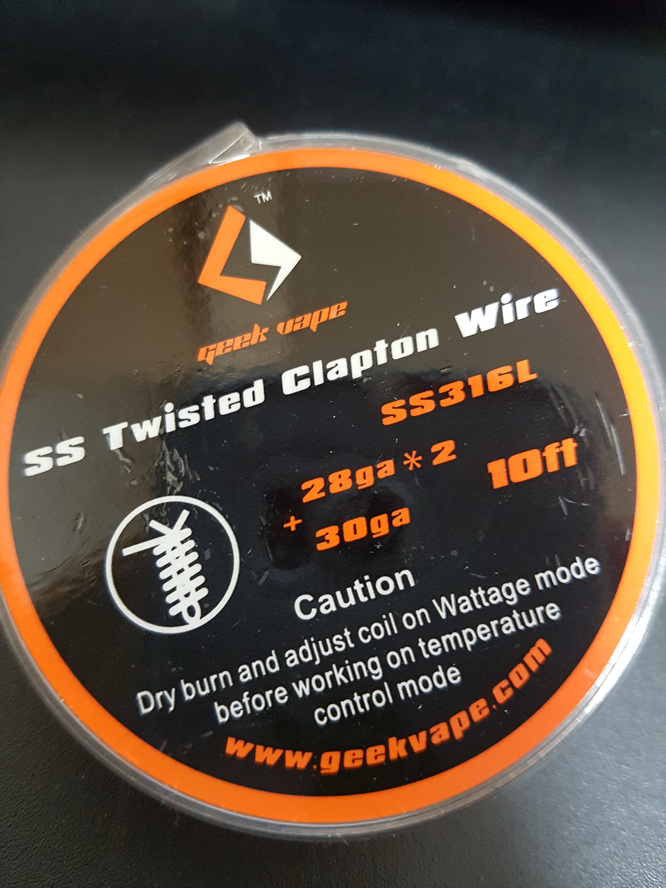 TM
geek vape
SS Twisted Clapton Wire
SS316L
28ga*2
+ 30ga
10ft
Caution
Dry burn and adjust coil on Wattage mode
before working on temperature
control mode
www.geekvape.com